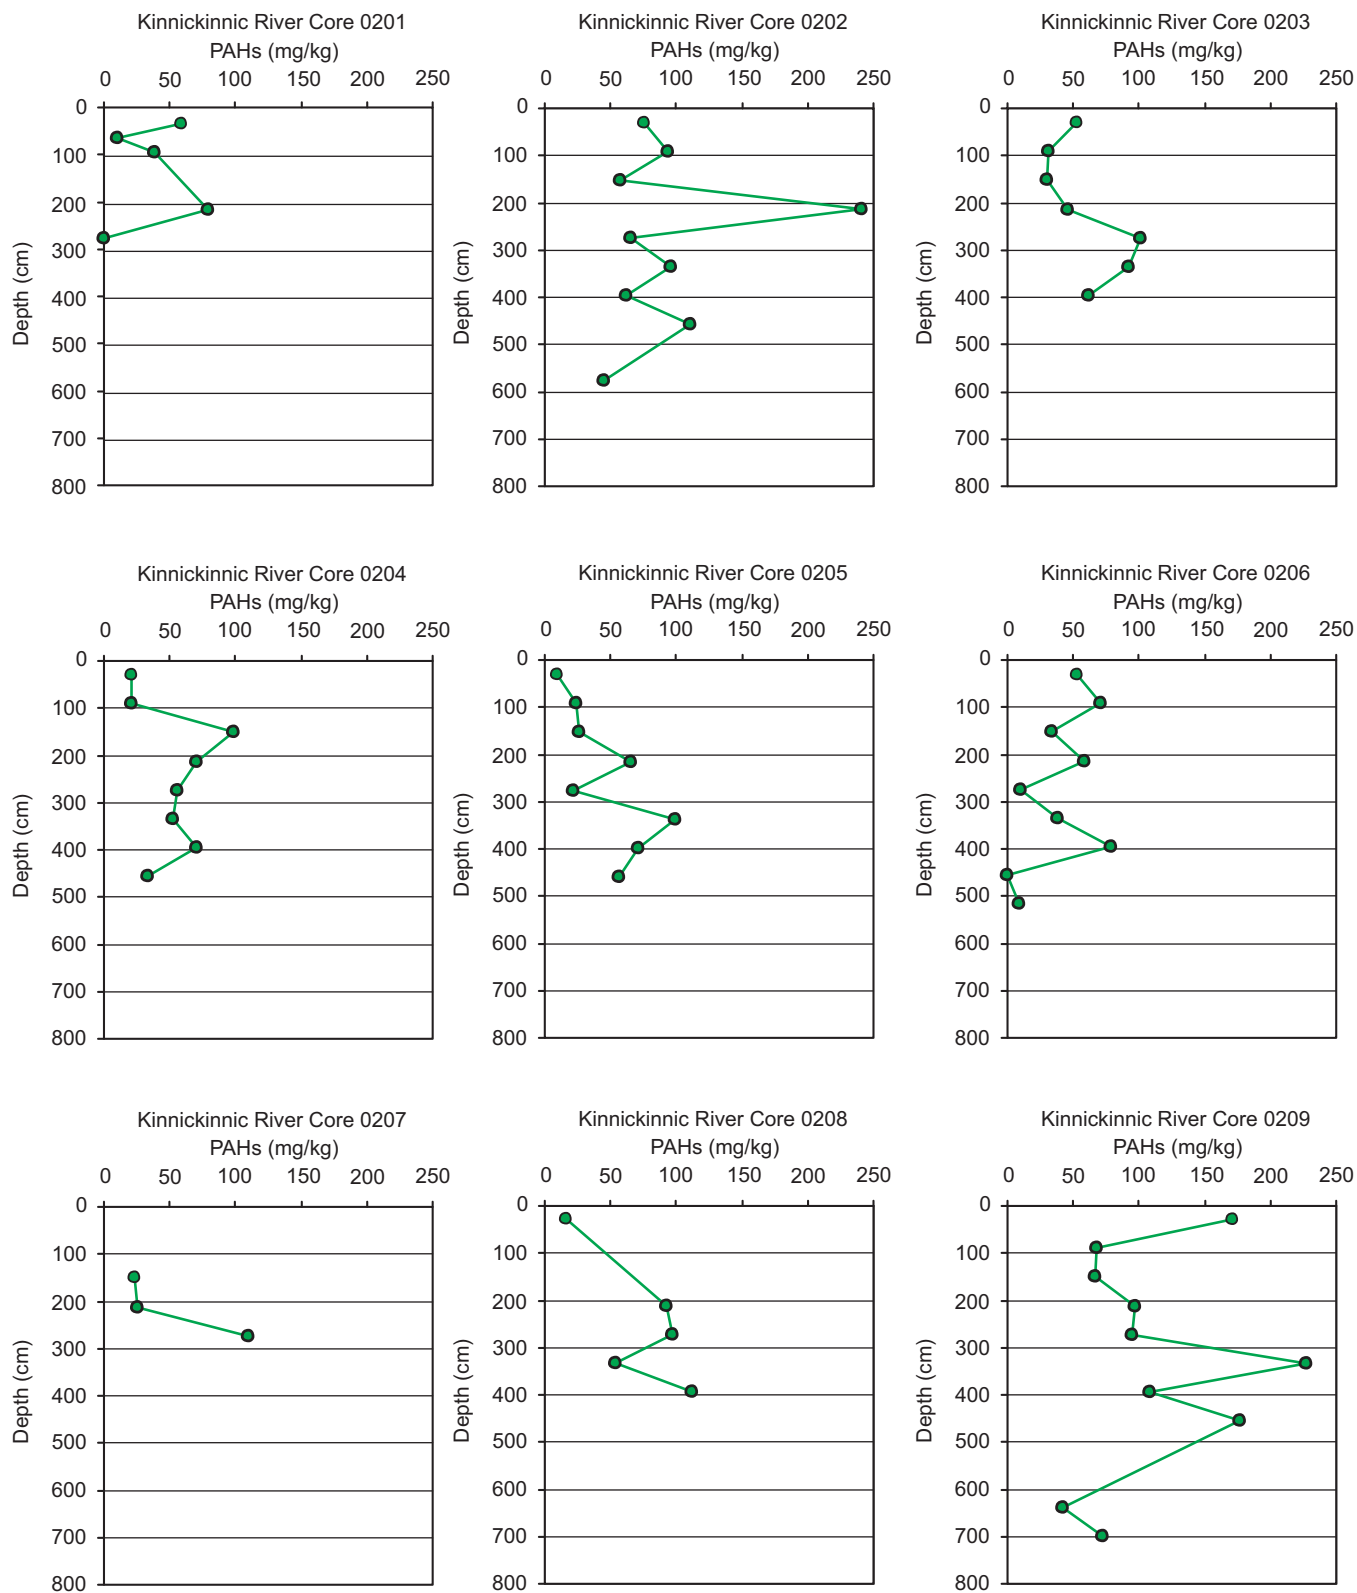 Kinnickinnic River Core 0201
PAHs (mg/kg)
0 50 100 150 200 250
0
100
200
300
400
500
600
700
800
Depth (cm)
Kinnickinnic River Core 0202
PAHs (mg/kg)
0 50 100 150 200 250
0
100
200
300
400
500
600
700
800
Depth (cm)
Kinnickinnic River Core 0203
PAHs (mg/kg)
0 50 100 150 200 250
0
100
200
300
400
500
600
700
800
Depth (cm)
Kinnickinnic River Core 0204
PAHs (mg/kg)
0 50 100 150 200 250
0
100
200
300
400
500
600
700
800
Depth (cm)
Kinnickinnic River Core 0205
PAHs (mg/kg)
0 50 100 150 200 250
0
100
200
300
400
500
600
700
800
Depth (cm)
Kinnickinnic River Core 0206
PAHs (mg/kg)
0 50 100 150 200 250
0
100
200
300
400
500
600
700
800
Depth (cm)
Kinnickinnic River Core 0207
PAHs (mg/kg)
0 50 100 150 200 250
0
100
200
300
400
500
600
700
800
Depth (cm)
Kinnickinnic River Core 0208
PAHs (mg/kg)
0 50 100 150 200 250
0
100
200
300
400
500
600
700
800
Depth (cm)
Kinnickinnic River Core 0209
PAHs (mg/kg)
0 50 100 150 200 250
0
100
200
300
400
500
600
700
800
Depth (cm)